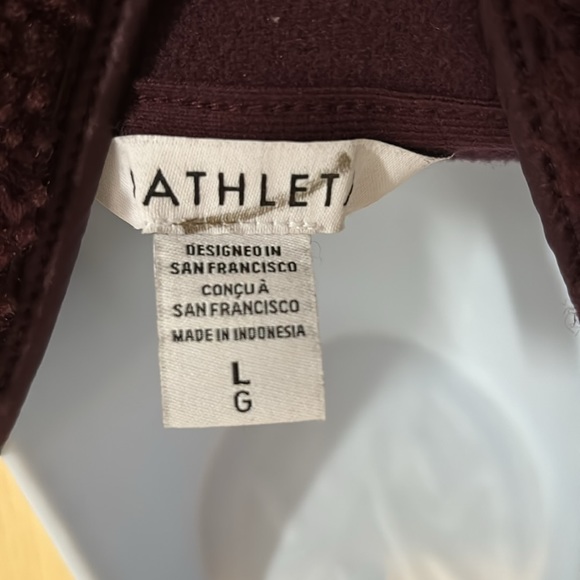 ATHLETA
DESIGNED IN
SAN FRANCISCO
CONÇU À
SAN FRANCISCO
MADE IN INDONESIA
L
G